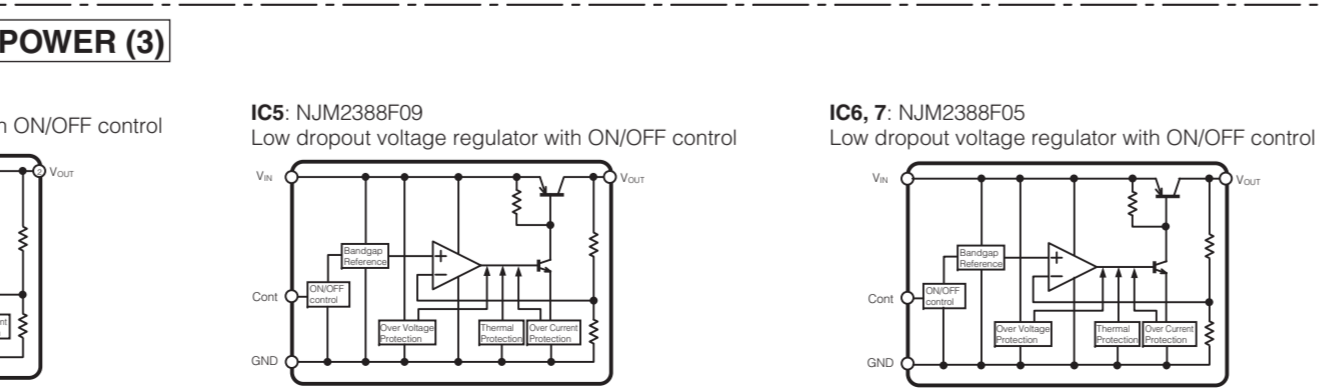 POWER (3)
n ON/OFF control
2 VOUT
IC5: NJM2388F09
Low dropout voltage regulator with ON/OFF control
VIN
VOUT
Bandgap
Reference
Cont
ON/OFF
control
Over Voltage
Protection
Thermal
Protection
Over Current
Protection
GND
IC6, 7: NJM2388F05
Low dropout voltage regulator with ON/OFF control
VIN
VOUT
Bandgap
Reference
Cont
ON/OFF
control
Over Voltage
Protection
Thermal
Protection
Over Current
Protection
GND